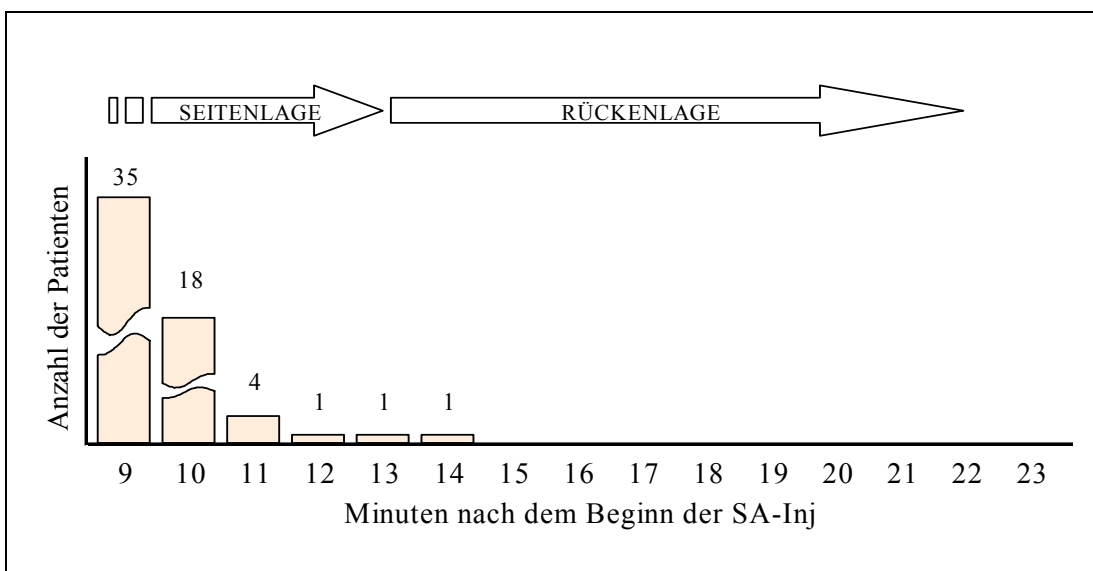 SEITENLAGE RÜCKENLAGE
35
18
4
1 1 1
Anzahl der Patienten
9 10 11 12 13 14 15 16 17 18 19 20 21 22 23
Minuten nach dem Beginn der SA-Inj